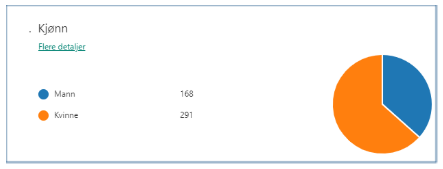 . Kjønn
Flere detaljer
Mann 168
Kvinne 291